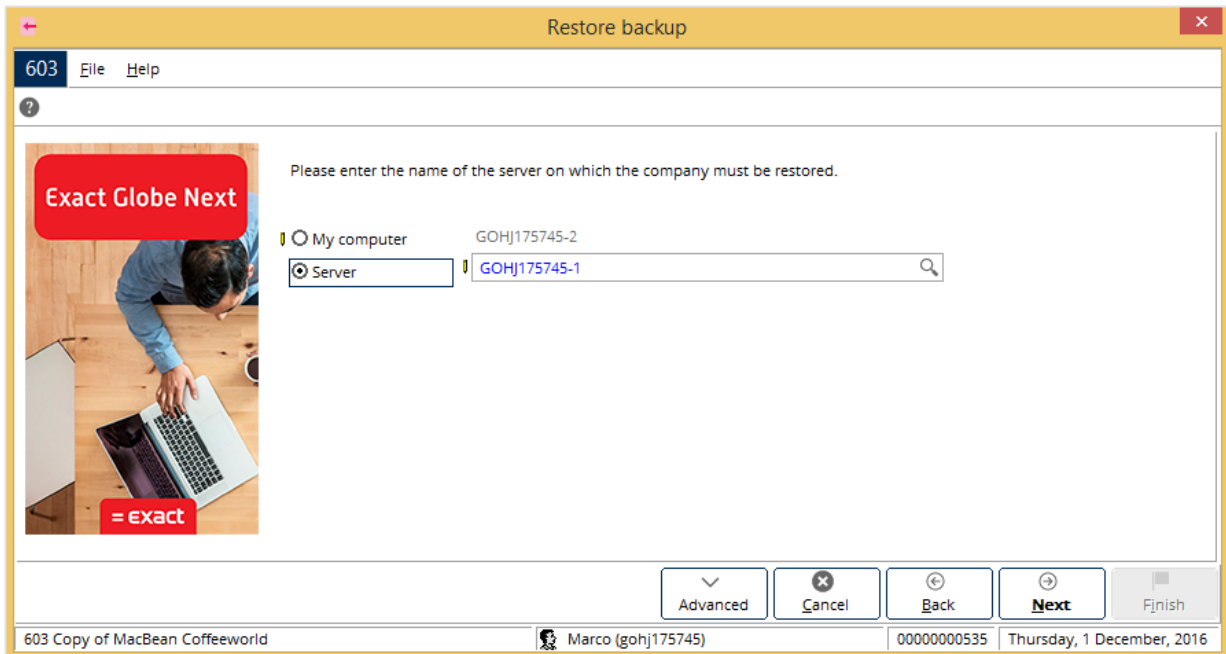 Restore backup
603 File Help
Exact Globe Next
Please enter the name of the server on which the company must be restored.
My computer GOHJ175745-2
Server GOHJ175745-1
= exact
Advanced Cancel Back Next Finish
603 Copy of MacBean Coffeeworld Marco (gohj175745) 00000000535 Thursday, 1 December, 2016